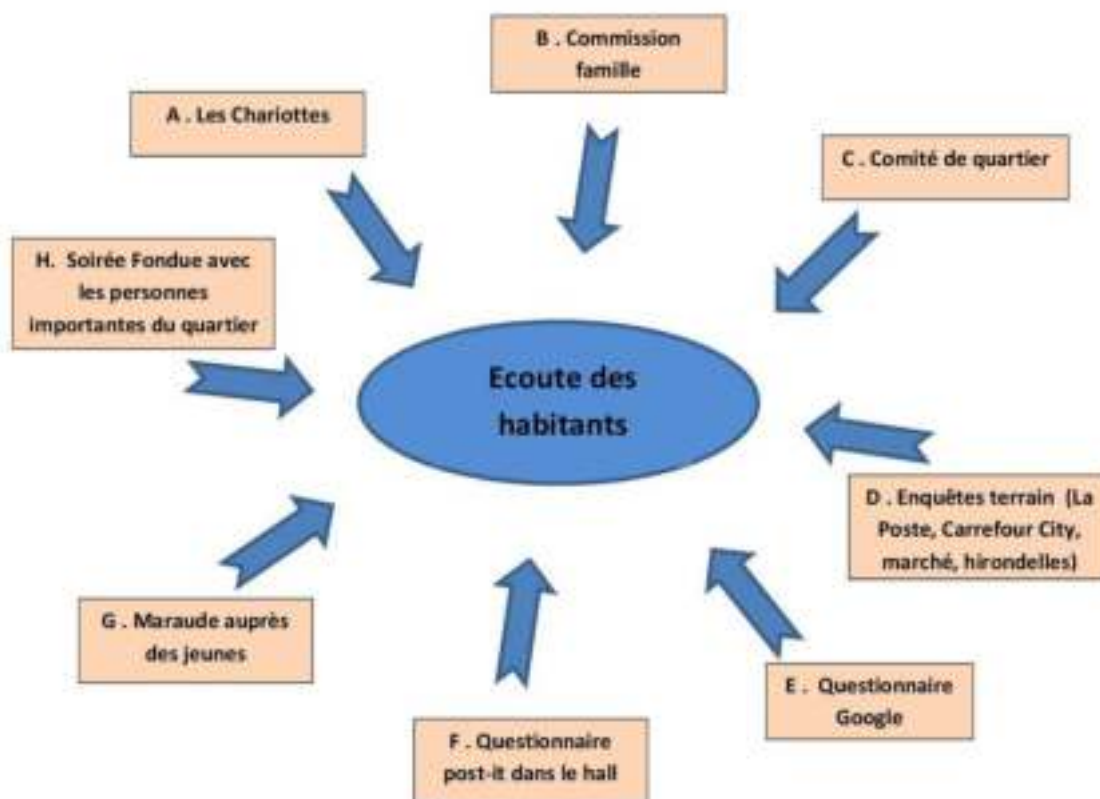 B . Commission
famille
A . Les Chariottes
C . Comité de quartier
H. Soirée Fondue avec
les personnes
importantes du quartier
Ecoute des
habitants
D . Enquêtes terrain (La
Poste, Carrefour City,
marché, hirondelles)
G . Maraude auprès
des jeunes
E . Questionnaire
Google
F . Questionnaire
post-it dans le hall